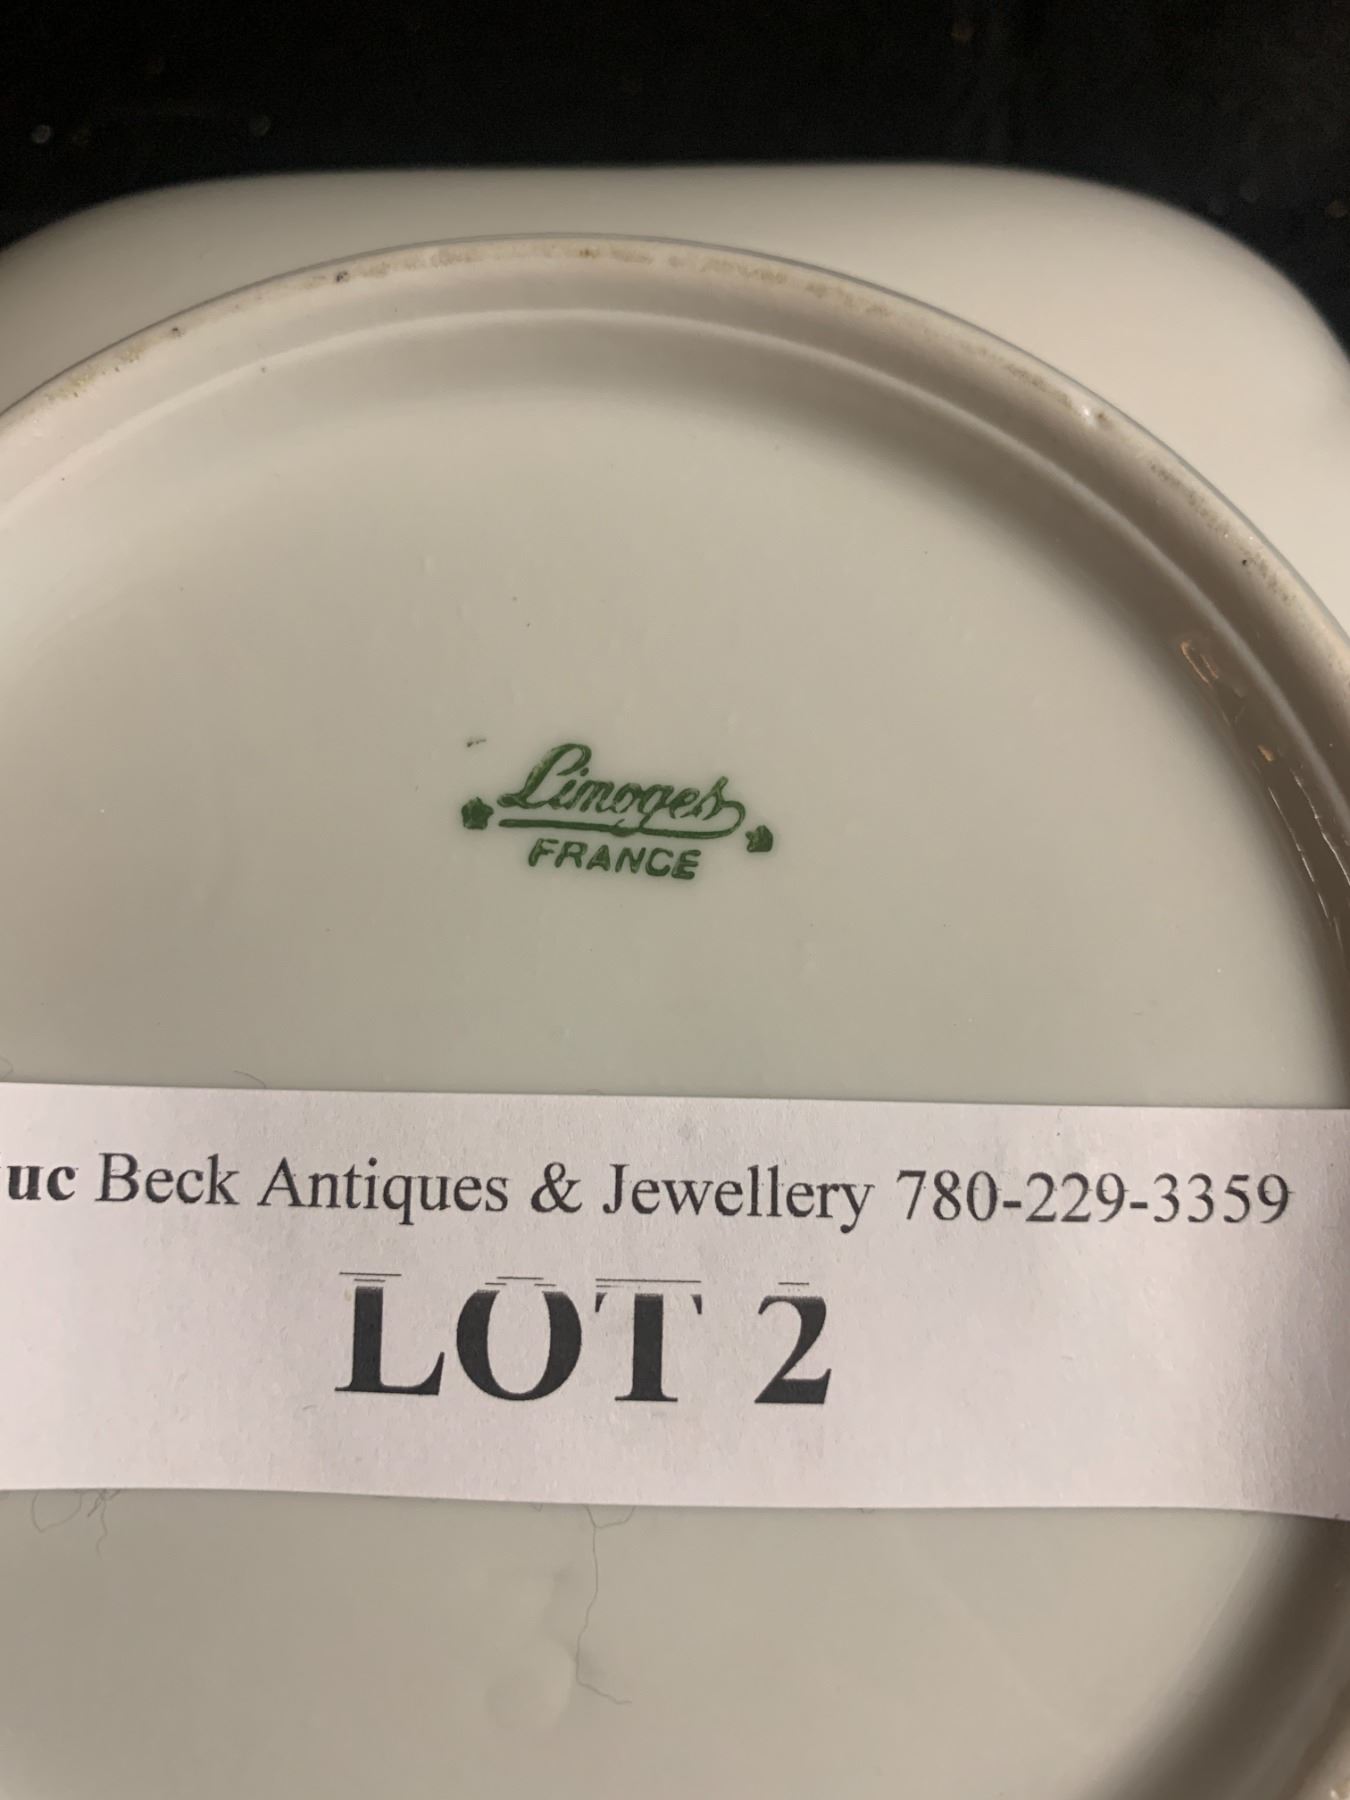 Limoges
FRANCE
uc Beck Antiques & Jewellery 780-229-3359
LOT 2